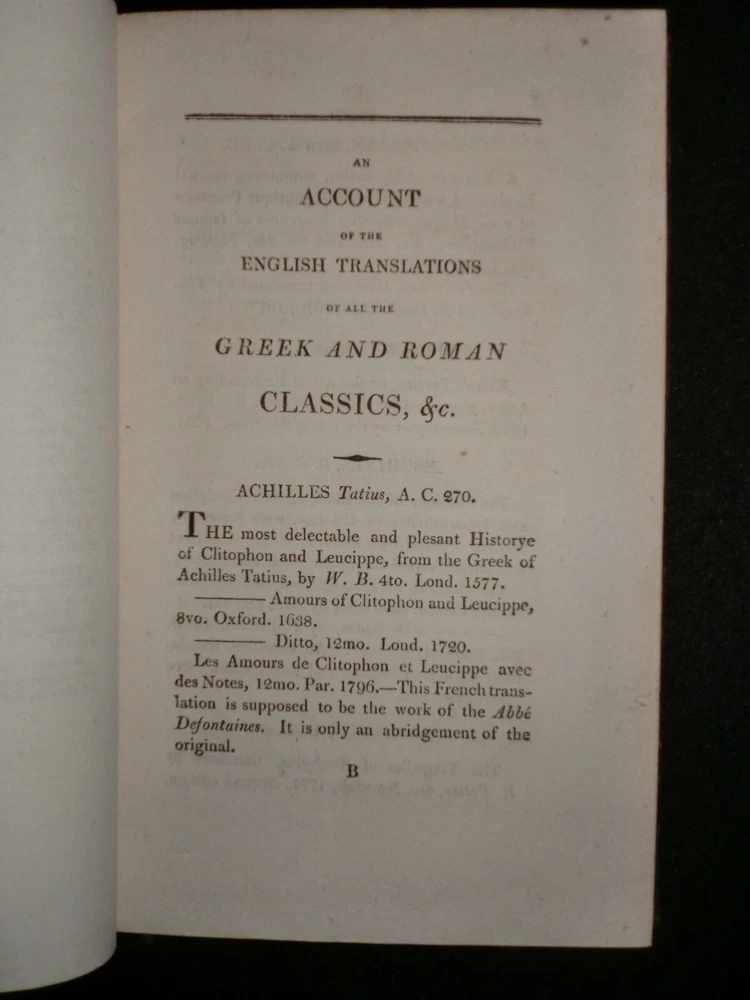 AN
ACCOUNT
OF THE
ENGLISH TRANSLATIONS
OF ALL THE
GREEK AND ROMAN
CLASSICS, &c.
ACHILLES Tatius, A. C. 270.
THE most delectable and plesant Historye
of Clitophon and Leucippe, from the Greek of
Achilles Tatius, by W. B. 4to. Lond. 1577.
——— Amours of Clitophon and Leucippe,
8vo. Oxford. 1638.
——— Ditto, 12mo. Lond. 1720.
Les Amours de Clitophon et Leucippe avec
des Notes, 12mo. Par. 1796.—This French trans-
lation is supposed to be the work of the Abbé
Defontaines. It is only an abridgement of the
original.
B